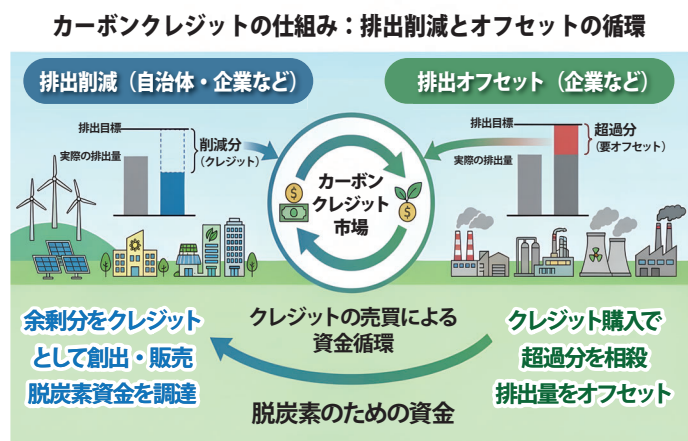 カーボンクレジットの仕組み：排出削減とオフセットの循環
排出削減（自治体・企業など）
排出オフセット（企業など）
排出目標
実際の排出量
削減分
（クレジット）
カーボン
クレジット
市場
$
$
$
排出目標
実際の排出量
超過分
（要オフセット）
余剰分をクレジット
として創出・販売
脱炭素資金を調達
クレジットの売買による
資金循環
クレジット購入で
超過分を相殺
排出量をオフセット
脱炭素のための資金